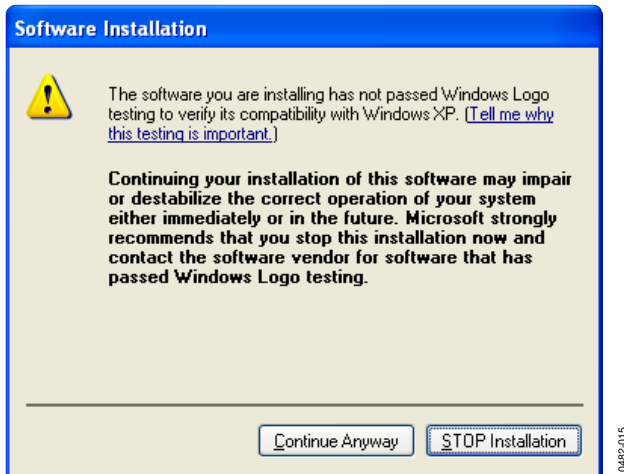 Software Installation
The software you are installing has not passed Windows Logo
testing to verify its compatibility with Windows XP. (Tell me why
this testing is important.)
Continuing your installation of this software may impair
or destabilize the correct operation of your system
either immediately or in the future. Microsoft strongly
recommends that you stop this installation now and
contact the software vendor for software that has
passed Windows Logo testing.
Continue Anyway
STOP Installation